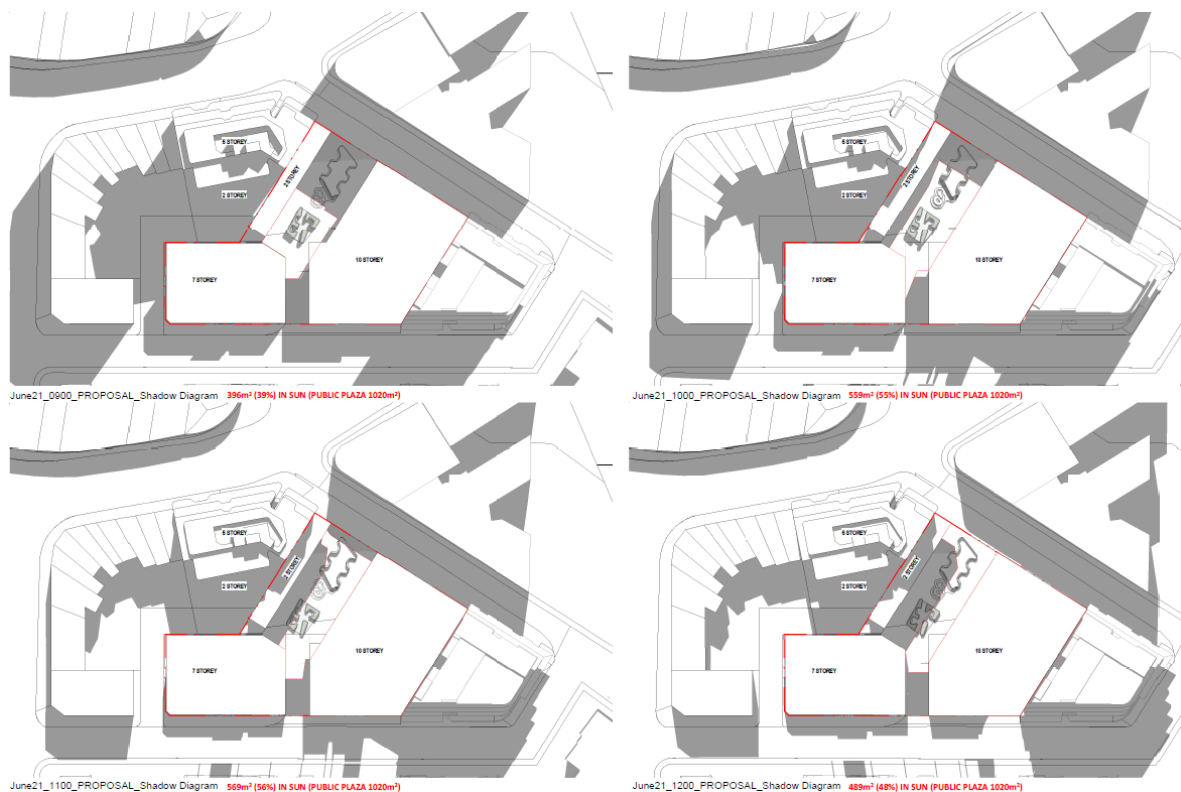 5 STOREY
2 STOREY
2 STOREY
10 STOREY
7 STOREY
June21_0900_PROPOSAL_Shadow Diagram 396m² (39%) IN SUN (PUBLIC PLAZA 1020m²)
5 STOREY
2 STOREY
2 STOREY
10 STOREY
7 STOREY
June21_1000_PROPOSAL_Shadow Diagram 559m² (55%) IN SUN (PUBLIC PLAZA 1020m²)
5 STOREY
2 STOREY
2 STOREY
10 STOREY
7 STOREY
June21_1100_PROPOSAL_Shadow Diagram 569m² (56%) IN SUN (PUBLIC PLAZA 1020m²)
5 STOREY
2 STOREY
2 STOREY
10 STOREY
7 STOREY
June21_1200_PROPOSAL_Shadow Diagram 489m² (48%) IN SUN (PUBLIC PLAZA 1020m²)